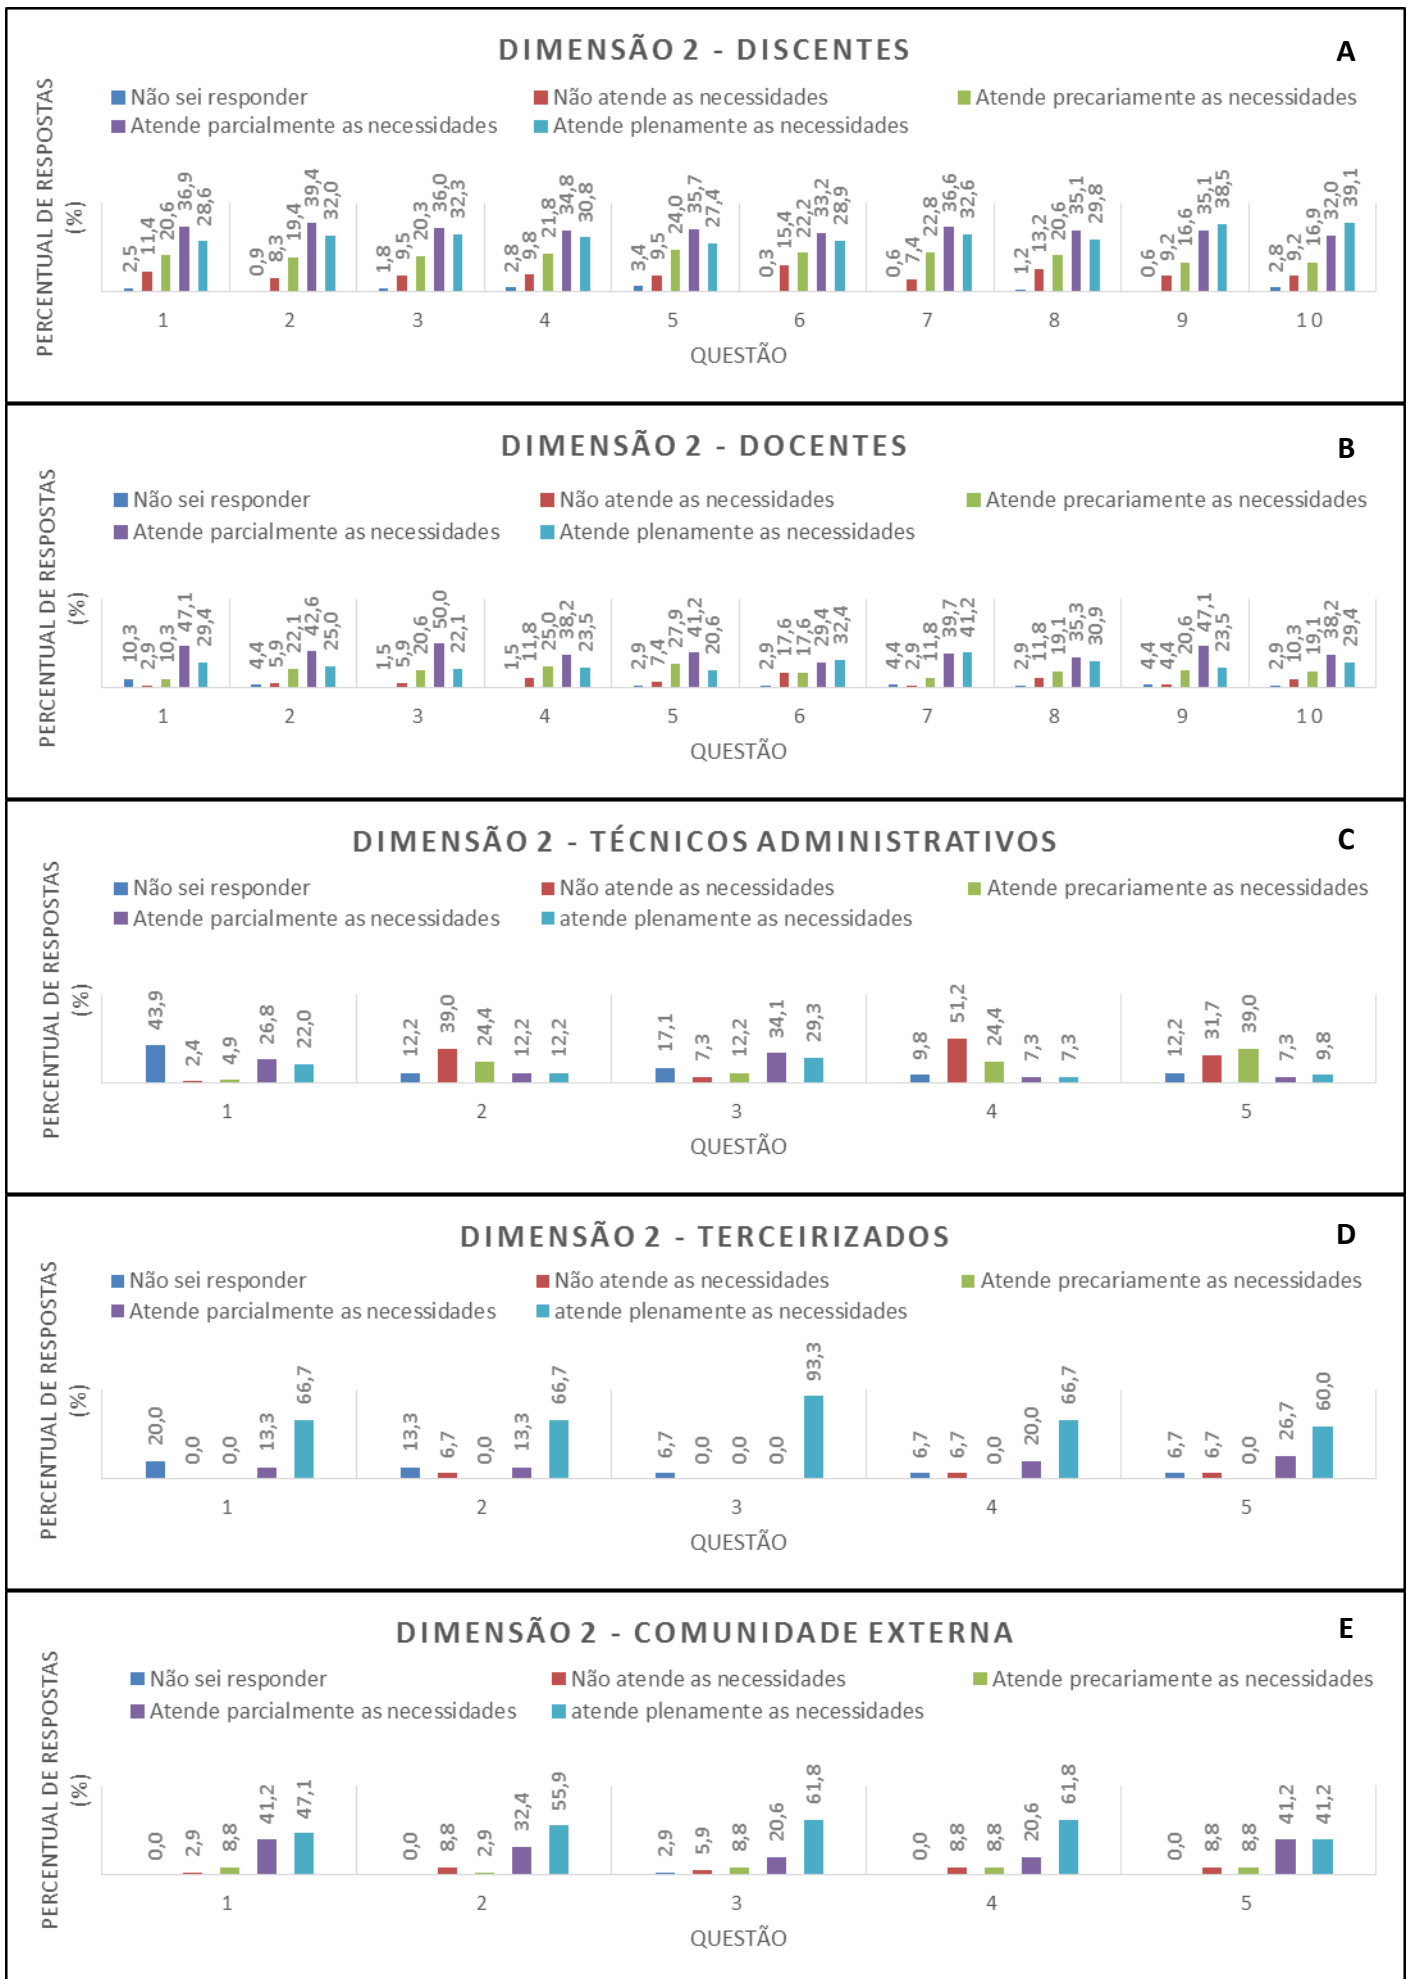 DIMENSÃO 2 - DISCENTES
A
PERCENTUAL DE RESPOSTAS
(%)
Não sei responder
Não atende as necessidades
Atende precariamente as necessidades
Atende parcialmente as necessidades
Atende plenamente as necessidades
2,5 11,4 20,6 36,9 28,6
0,9 8,3 19,4 39,4 32,0
1,8 9,5 20,3 36,0 32,3
2,8 9,8 21,8 34,8 30,8
3,4 9,5 24,0 35,7 27,4
0,3 15,4 22,2 33,2 28,9
0,6 7,4 22,8 36,6 32,6
1,2 13,2 20,6 35,1 29,8
0,6 9,2 16,6 35,1 38,5
2,8 9,2 16,9 32,0 39,1
1 2 3 4 5 6 7 8 9 10
QUESTÃO
DIMENSÃO 2 - DOCENTES
B
PERCENTUAL DE RESPOSTAS
(%)
Não sei responder
Não atende as necessidades
Atende precariamente as necessidades
Atende parcialmente as necessidades
Atende plenamente as necessidades
10,3 2,9 10,3 47,1 29,4
4,4 5,9 22,1 42,6 25,0
1,5 5,9 20,6 50,0 22,1
1,5 11,8 25,0 38,2 23,5
2,9 7,4 27,9 41,2 20,6
2,9 17,6 17,6 29,4 32,4
4,4 2,9 11,8 39,7 41,2
2,9 11,8 19,1 35,3 30,9
4,4 4,4 20,6 47,1 23,5
2,9 10,3 19,1 38,2 29,4
1 2 3 4 5 6 7 8 9 10
QUESTÃO
DIMENSÃO 2 - TÉCNICOS ADMINISTRATIVOS
C
PERCENTUAL DE RESPOSTAS
(%)
Não sei responder
Não atende as necessidades
Atende precariamente as necessidades
Atende parcialmente as necessidades
atende plenamente as necessidades
43,9 2,4 4,9 26,8 22,0
12,2 39,0 24,4 12,2 12,2
17,1 7,3 12,2 34,1 29,3
9,8 51,2 24,4 7,3 7,3
12,2 31,7 39,0 7,3 9,8
1 2 3 4 5
QUESTÃO
DIMENSÃO 2 - TERCEIRIZADOS
D
PERCENTUAL DE RESPOSTAS
(%)
Não sei responder
Não atende as necessidades
Atende precariamente as necessidades
Atende parcialmente as necessidades
atende plenamente as necessidades
20,0 0,0 0,0 13,3 66,7
13,3 6,7 0,0 13,3 66,7
6,7 0,0 0,0 0,0 93,3
6,7 6,7 0,0 20,0 66,7
6,7 6,7 0,0 26,7 60,0
1 2 3 4 5
QUESTÃO
DIMENSÃO 2 - COMUNIDADE EXTERNA
E
PERCENTUAL DE RESPOSTAS
(%)
Não sei responder
Não atende as necessidades
Atende precariamente as necessidades
Atende parcialmente as necessidades
atende plenamente as necessidades
0,0 2,9 8,8 41,2 47,1
0,0 8,8 2,9 32,4 55,9
2,9 5,9 8,8 20,6 61,8
0,0 8,8 8,8 20,6 61,8
0,0 8,8 8,8 41,2 41,2
1 2 3 4 5
QUESTÃO